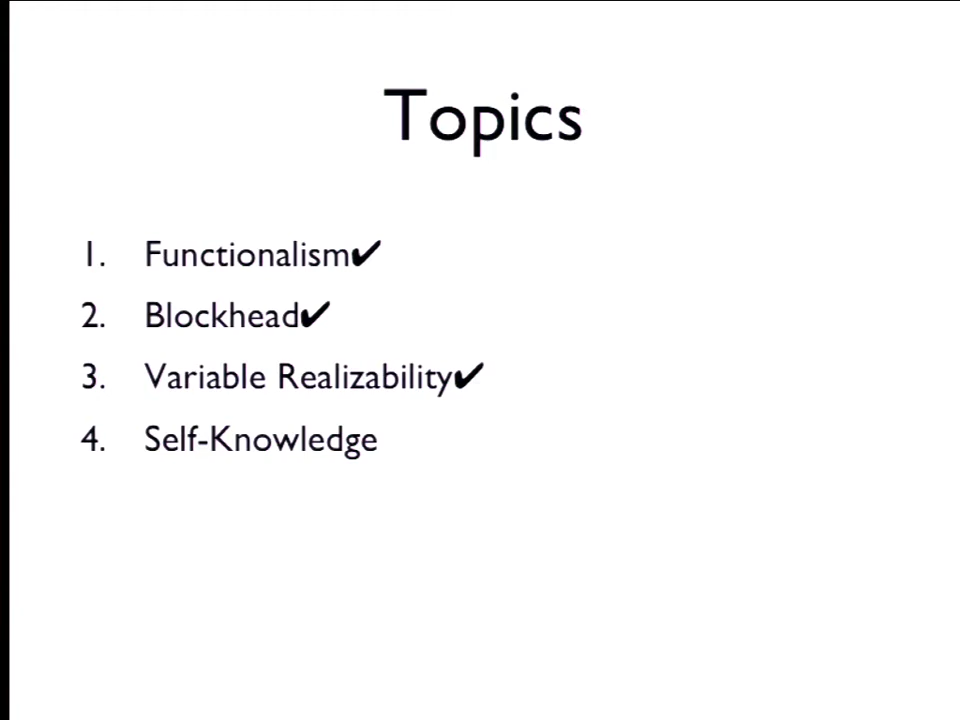 Topics
1. Functionalism✔
2. Blockhead✔
3. Variable Realizability✔
4. Self-Knowledge